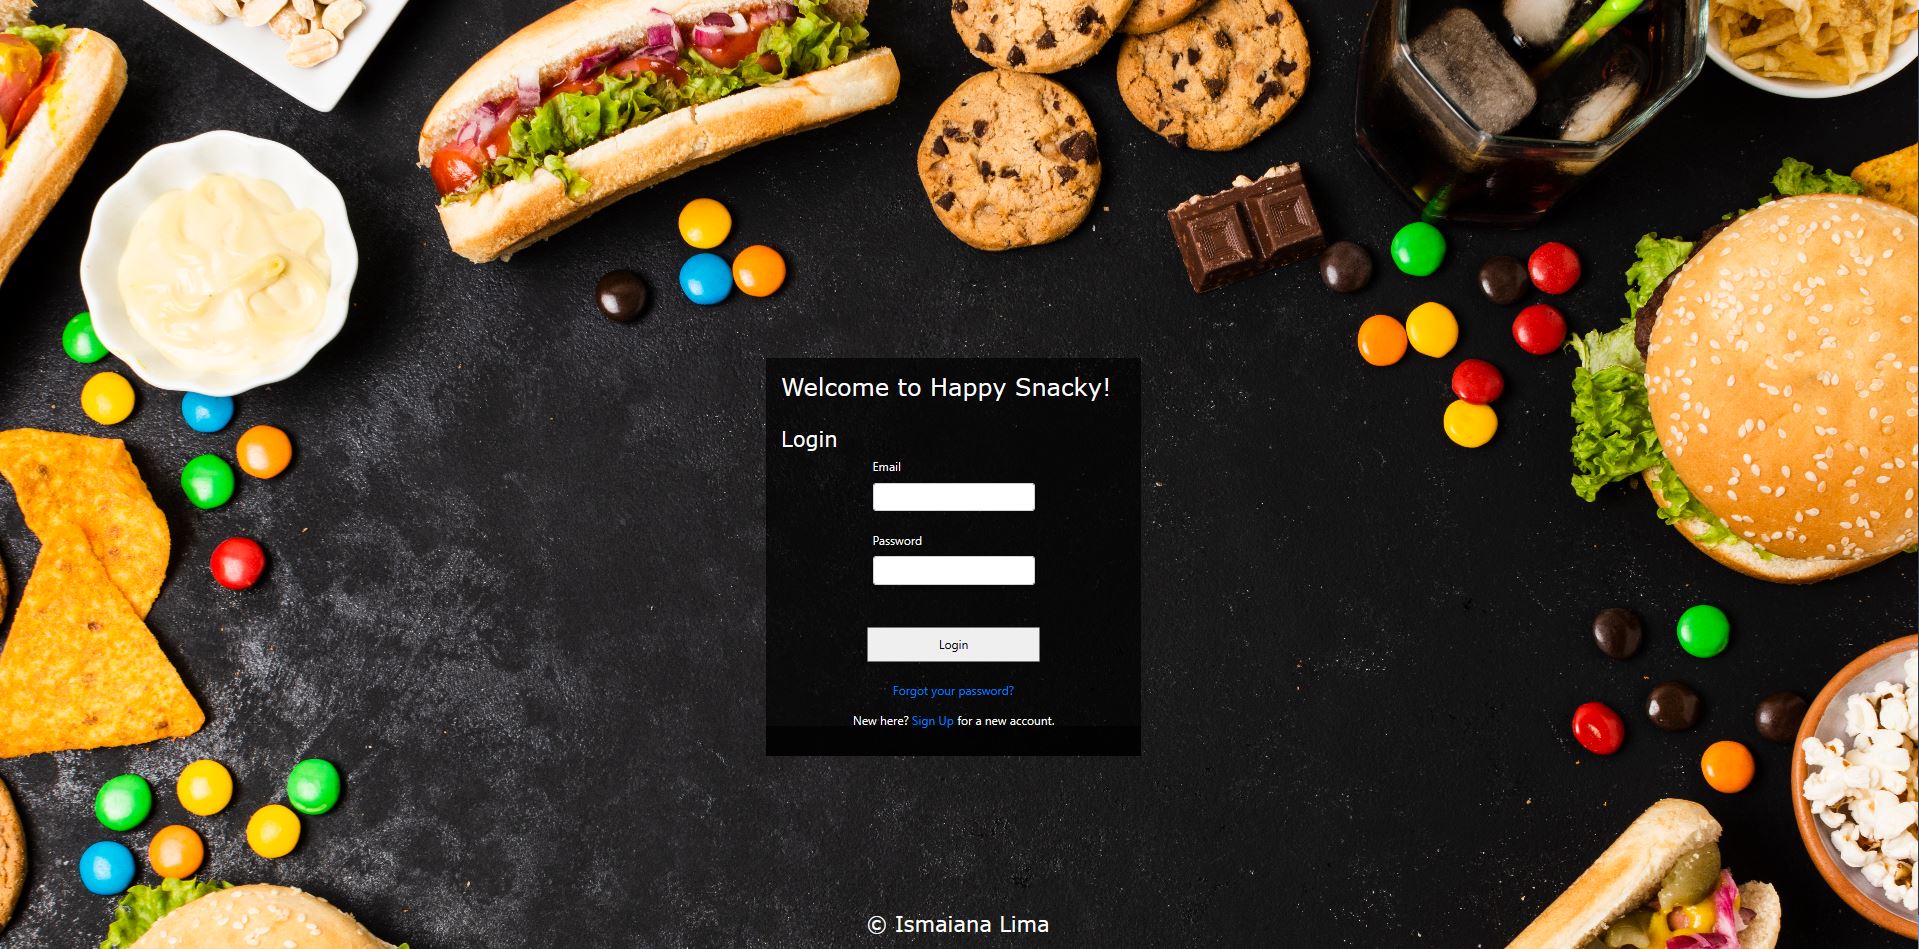 Welcome to Happy Snacky!
Login
Email
Password
Login
Forgot your password?
New here? Sign Up for a new account.
© Ismaiana Lima